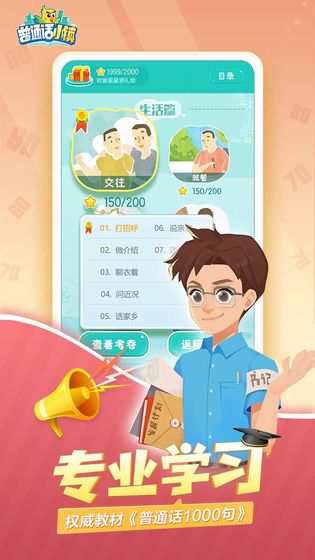 普通话小镇
1999/2000
收集星星领礼物
目录
生活篇
交往
就餐
150/200
150/200
01. 打招呼
06. 说亲
02. 做介绍
07. 谈
03. 聊衣着
04. 问近况
05. 话家乡
查看考卷
返回
书记
专业学习
权威教材《普通话1000句》